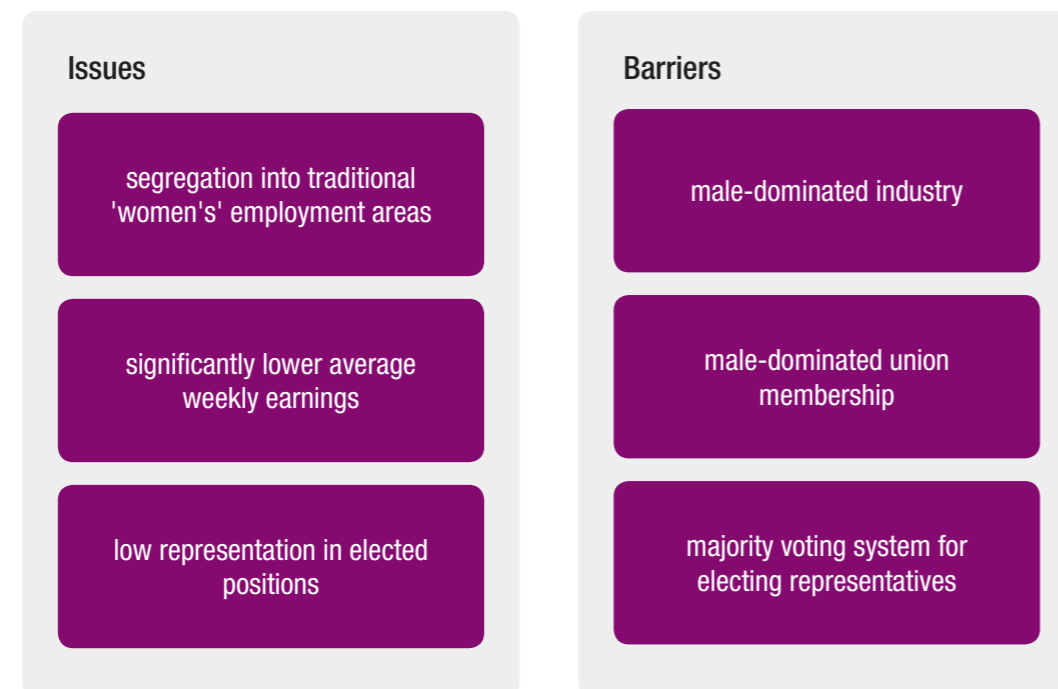 Issues
segregation into traditional
'women's' employment areas
significantly lower average
weekly earnings
low representation in elected
positions
Barriers
male-dominated industry
male-dominated union
membership
majority voting system for
electing representatives